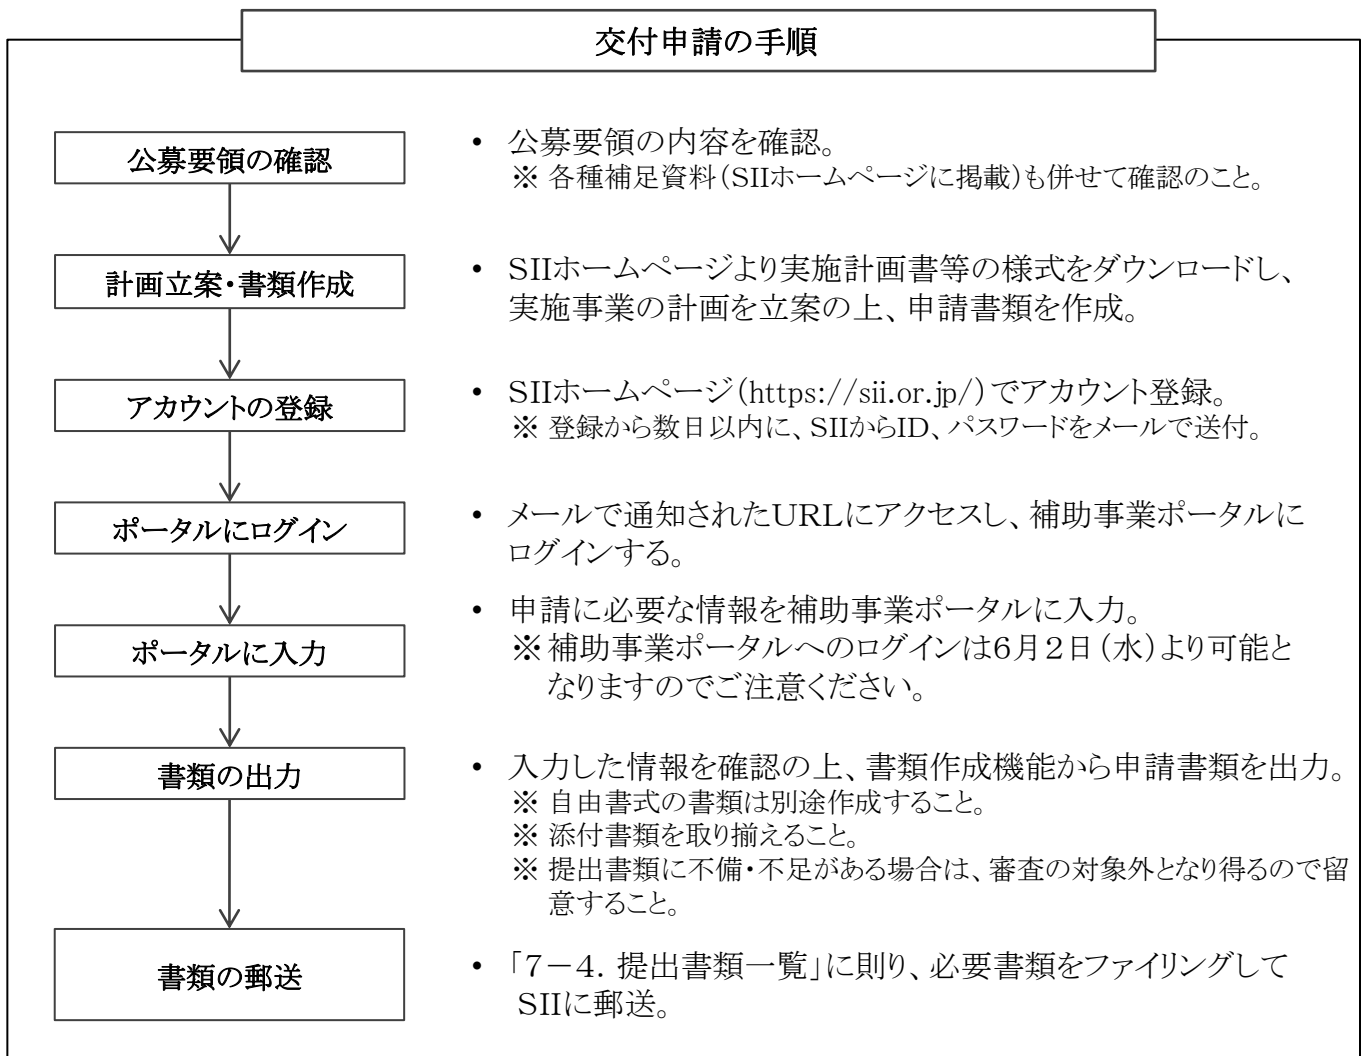 交付申請の手順
公募要領の確認
• 公募要領の内容を確認。
※ 各種補足資料(SIIホームページに掲載)も併せて確認のこと。
計画立案・書類作成
• SIIホームページより実施計画書等の様式をダウンロードし、
実施事業の計画を立案の上、申請書類を作成。
アカウントの登録
• SIIホームページ(https://sii.or.jp/)でアカウント登録。
※ 登録から数日以内に、SIIからID、パスワードをメールで送付。
ポータルにログイン
• メールで通知されたURLにアクセスし、補助事業ポータルに
ログインする。
ポータルに入力
• 申請に必要な情報を補助事業ポータルに入力。
※補助事業ポータルへのログインは6月2日(水)より可能と
なりますのでご注意ください。
書類の出力
• 入力した情報を確認の上、書類作成機能から申請書類を出力。
※ 自由書式の書類は別途作成すること。
※ 添付書類を取り揃えること。
※ 提出書類に不備・不足がある場合は、審査の対象外となり得るので留
意すること。
書類の郵送
• 「7-4. 提出書類一覧」に則り、必要書類をファイリングして
SIIに郵送。